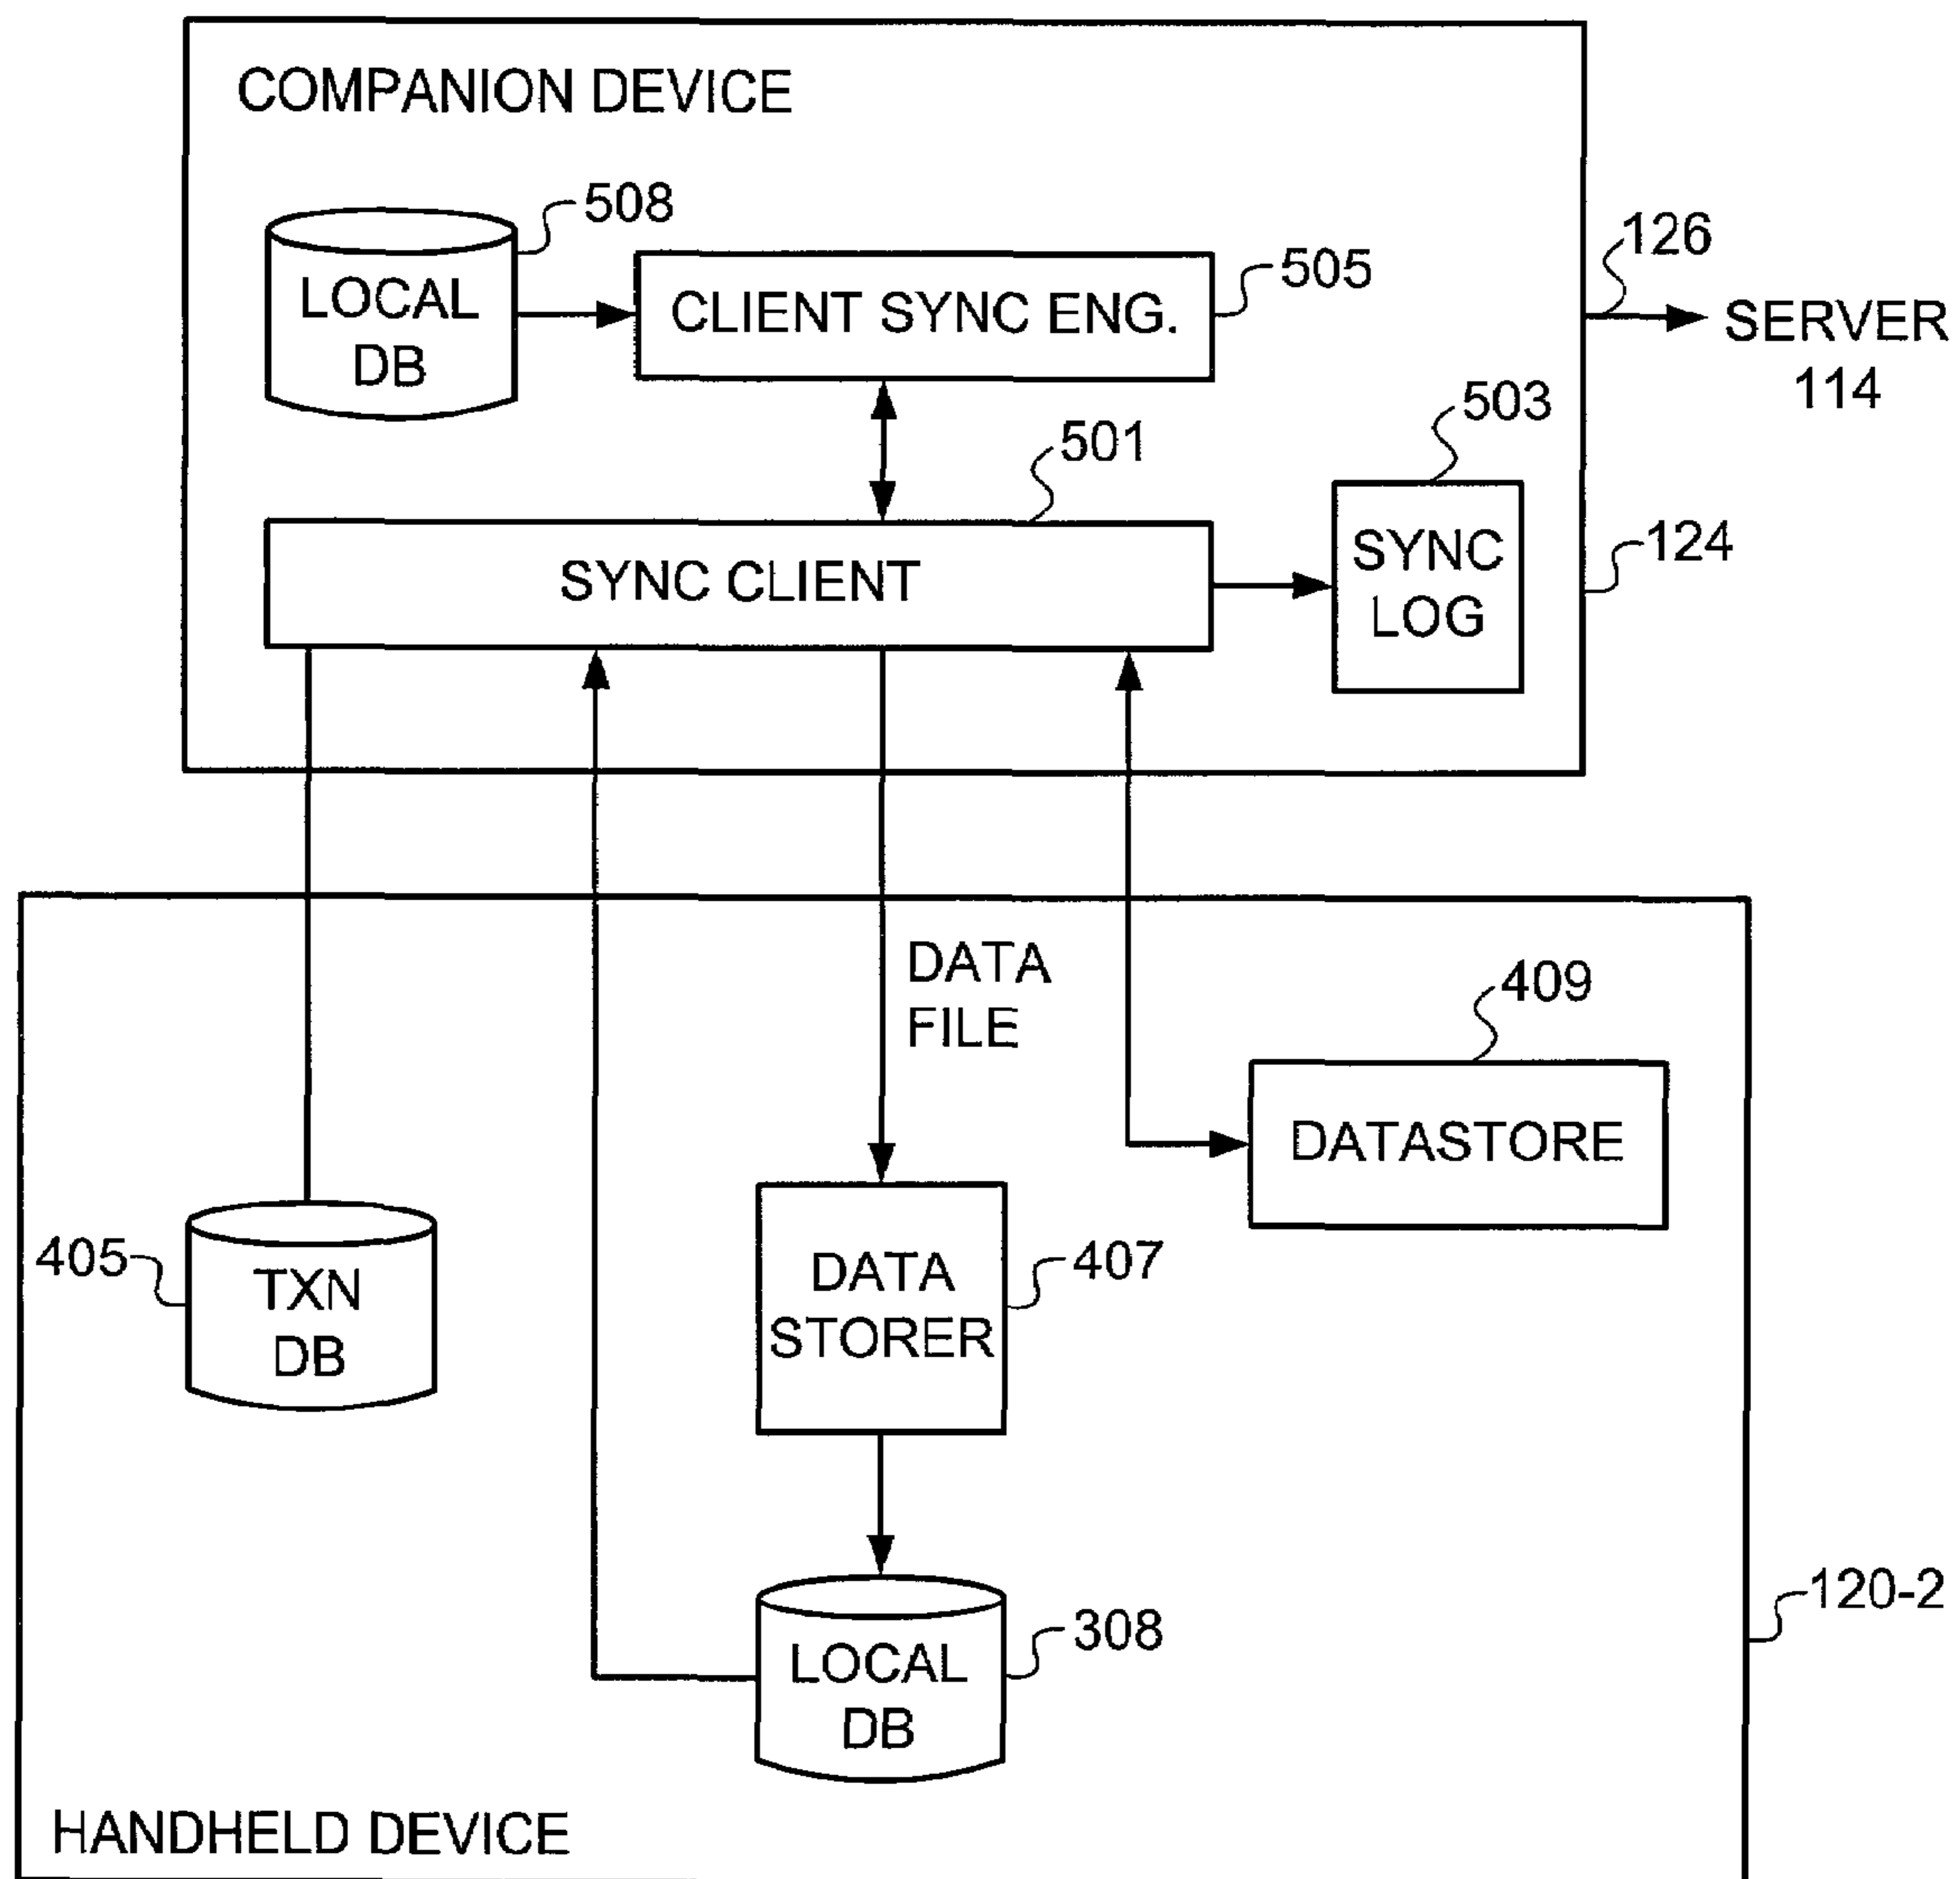 COMPANION DEVICE
508
LOCAL
DB
CLIENT SYNC ENG.
505
126
SERVER
114
501
503
SYNC CLIENT
SYNC
LOG
124
DATA
FILE
409
DATASTORE
405
TXN
DB
DATA
STORER
407
LOCAL
DB
308
120-2
HANDHELD DEVICE